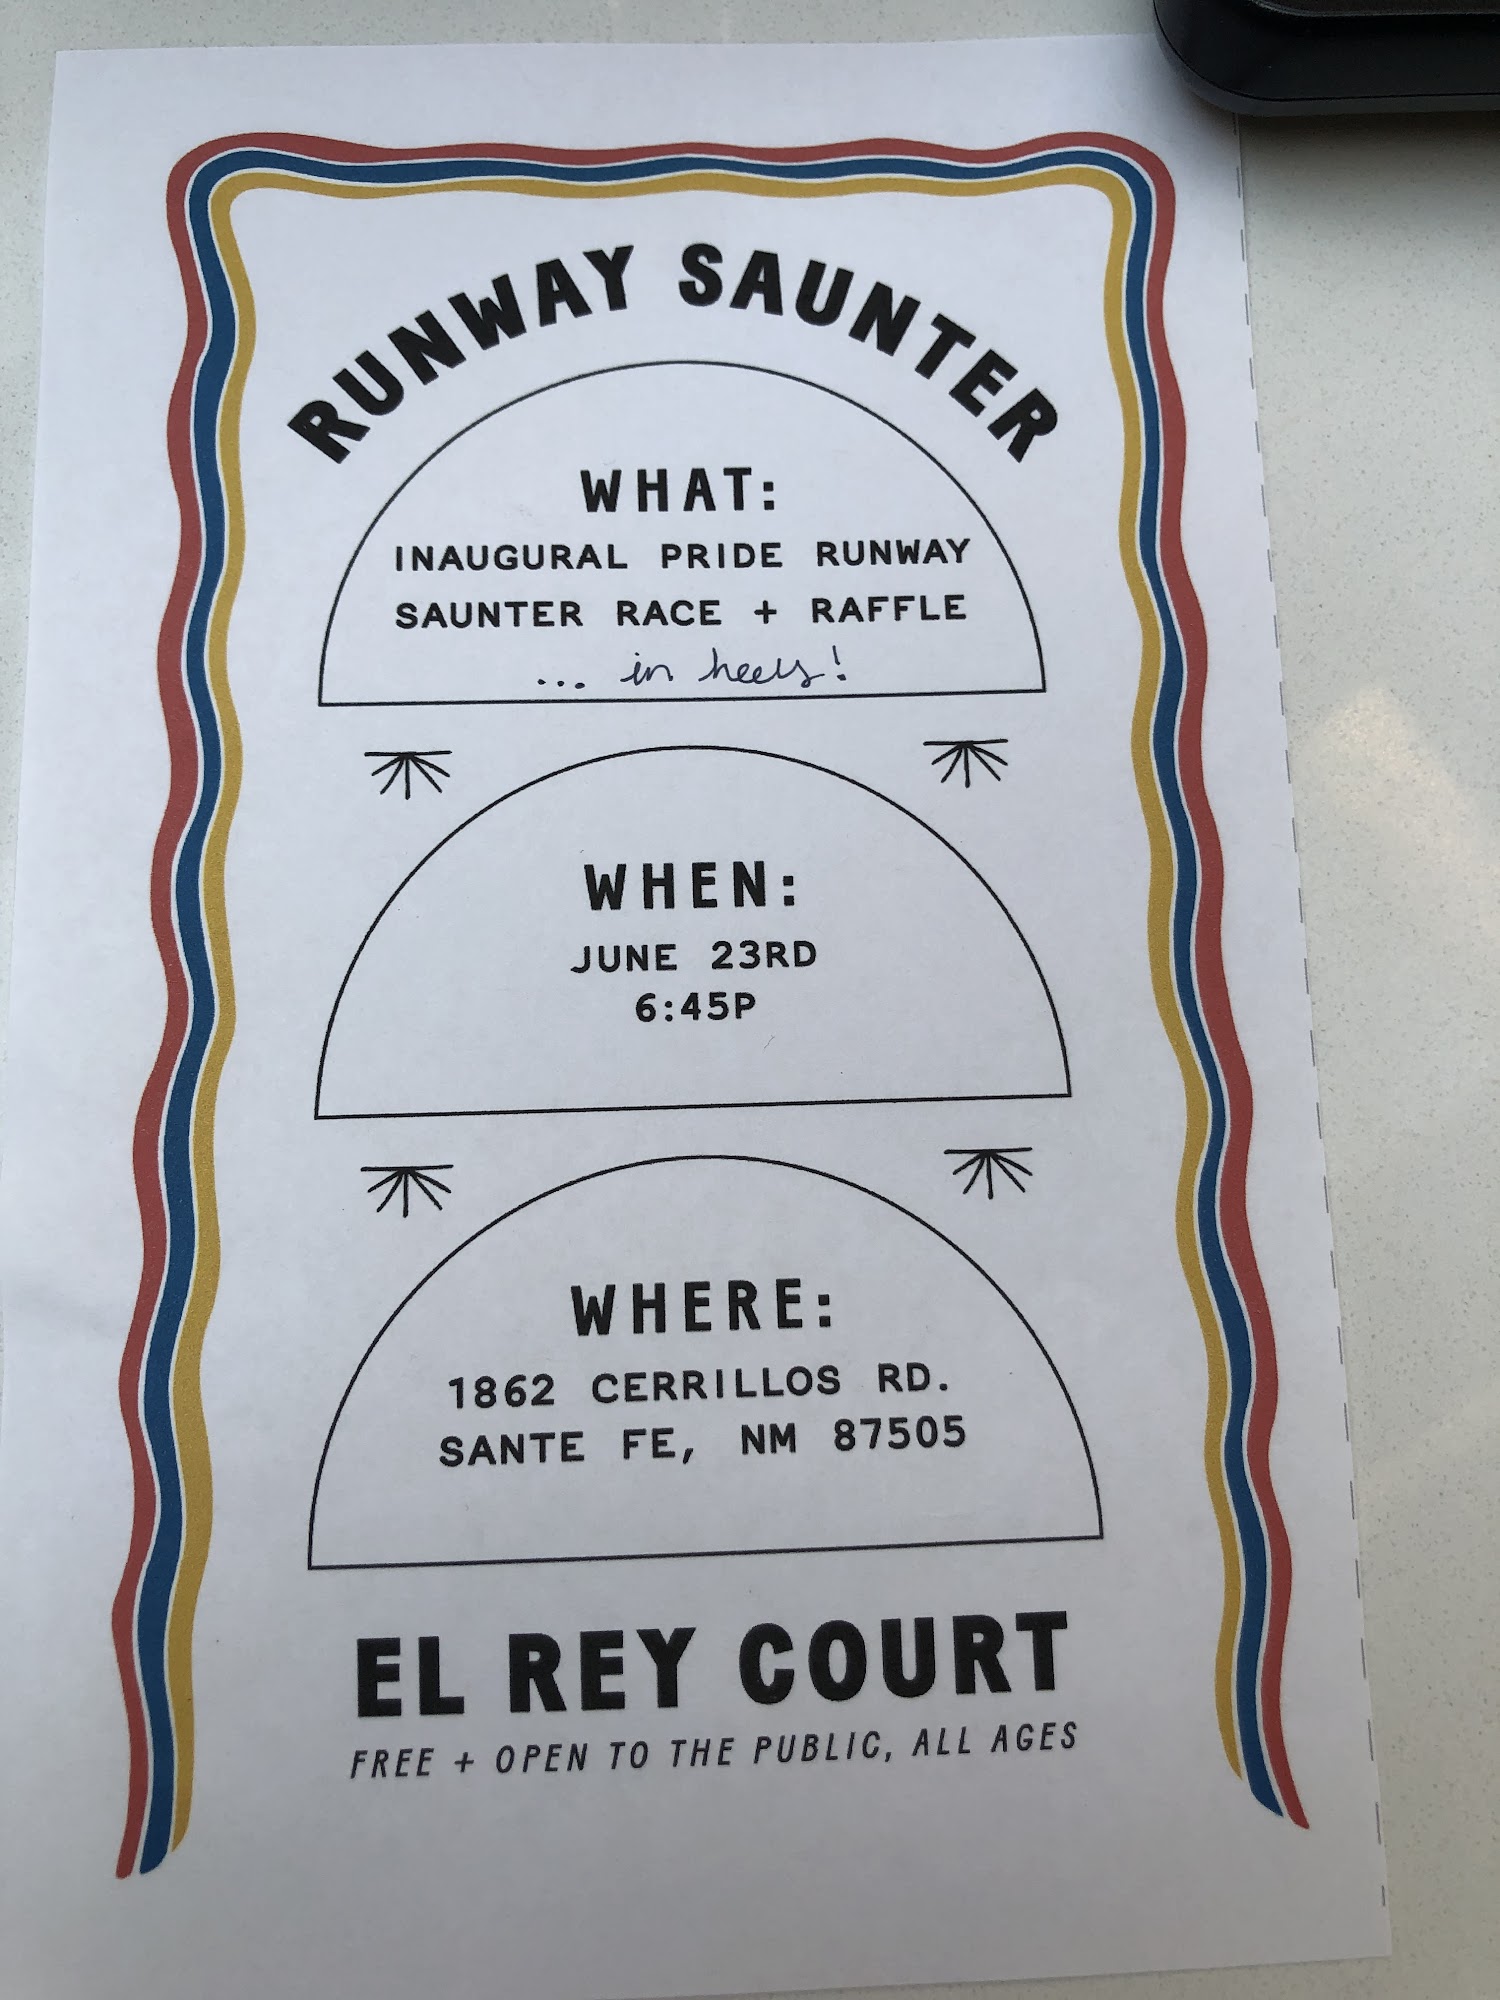 RUNWAY SAUNTER
WHAT:
INAUGURAL PRIDE RUNWAY
SAUNTER RACE + RAFFLE
... in heels!
WHEN:
JUNE 23RD
6:45P
WHERE:
1862 CERRILLOS RD.
SANTE FE, NM 87505
EL REY COURT
FREE + OPEN TO THE PUBLIC, ALL AGES